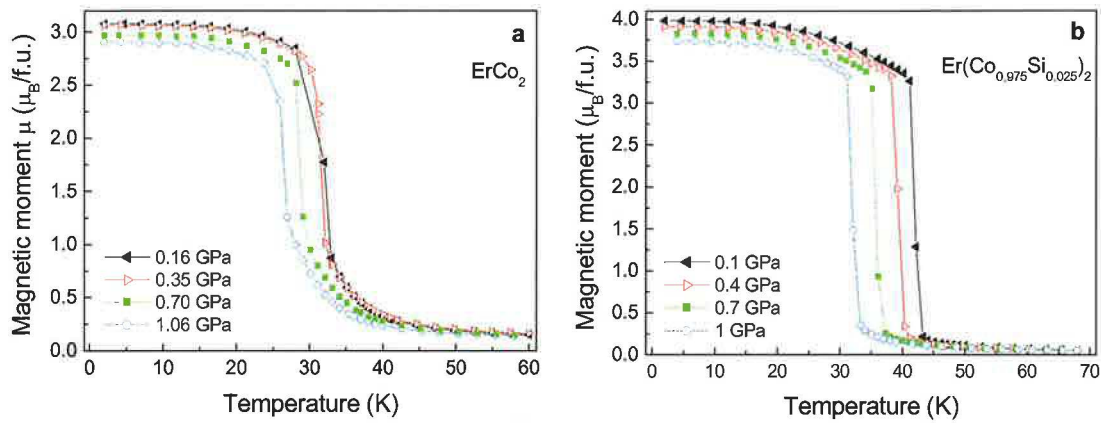 a
ErCo2
3.0
2.5
2.0
1.5
1.0
0.5
0.0
Magnetic moment μ (μB/f.u.)
0.16 GPa
0.35 GPa
0.70 GPa
1.06 GPa
0 10 20 30 40 50 60
Temperature (K)
b
Er(Co0,975Si0,025)2
4.0
3.5
3.0
2.5
2.0
1.5
1.0
0.5
0.0
Magnetic moment (μB/f.u.)
0.1 GPa
0.4 GPa
0.7 GPa
1 GPa
0 10 20 30 40 50 60 70
Temperature (K)